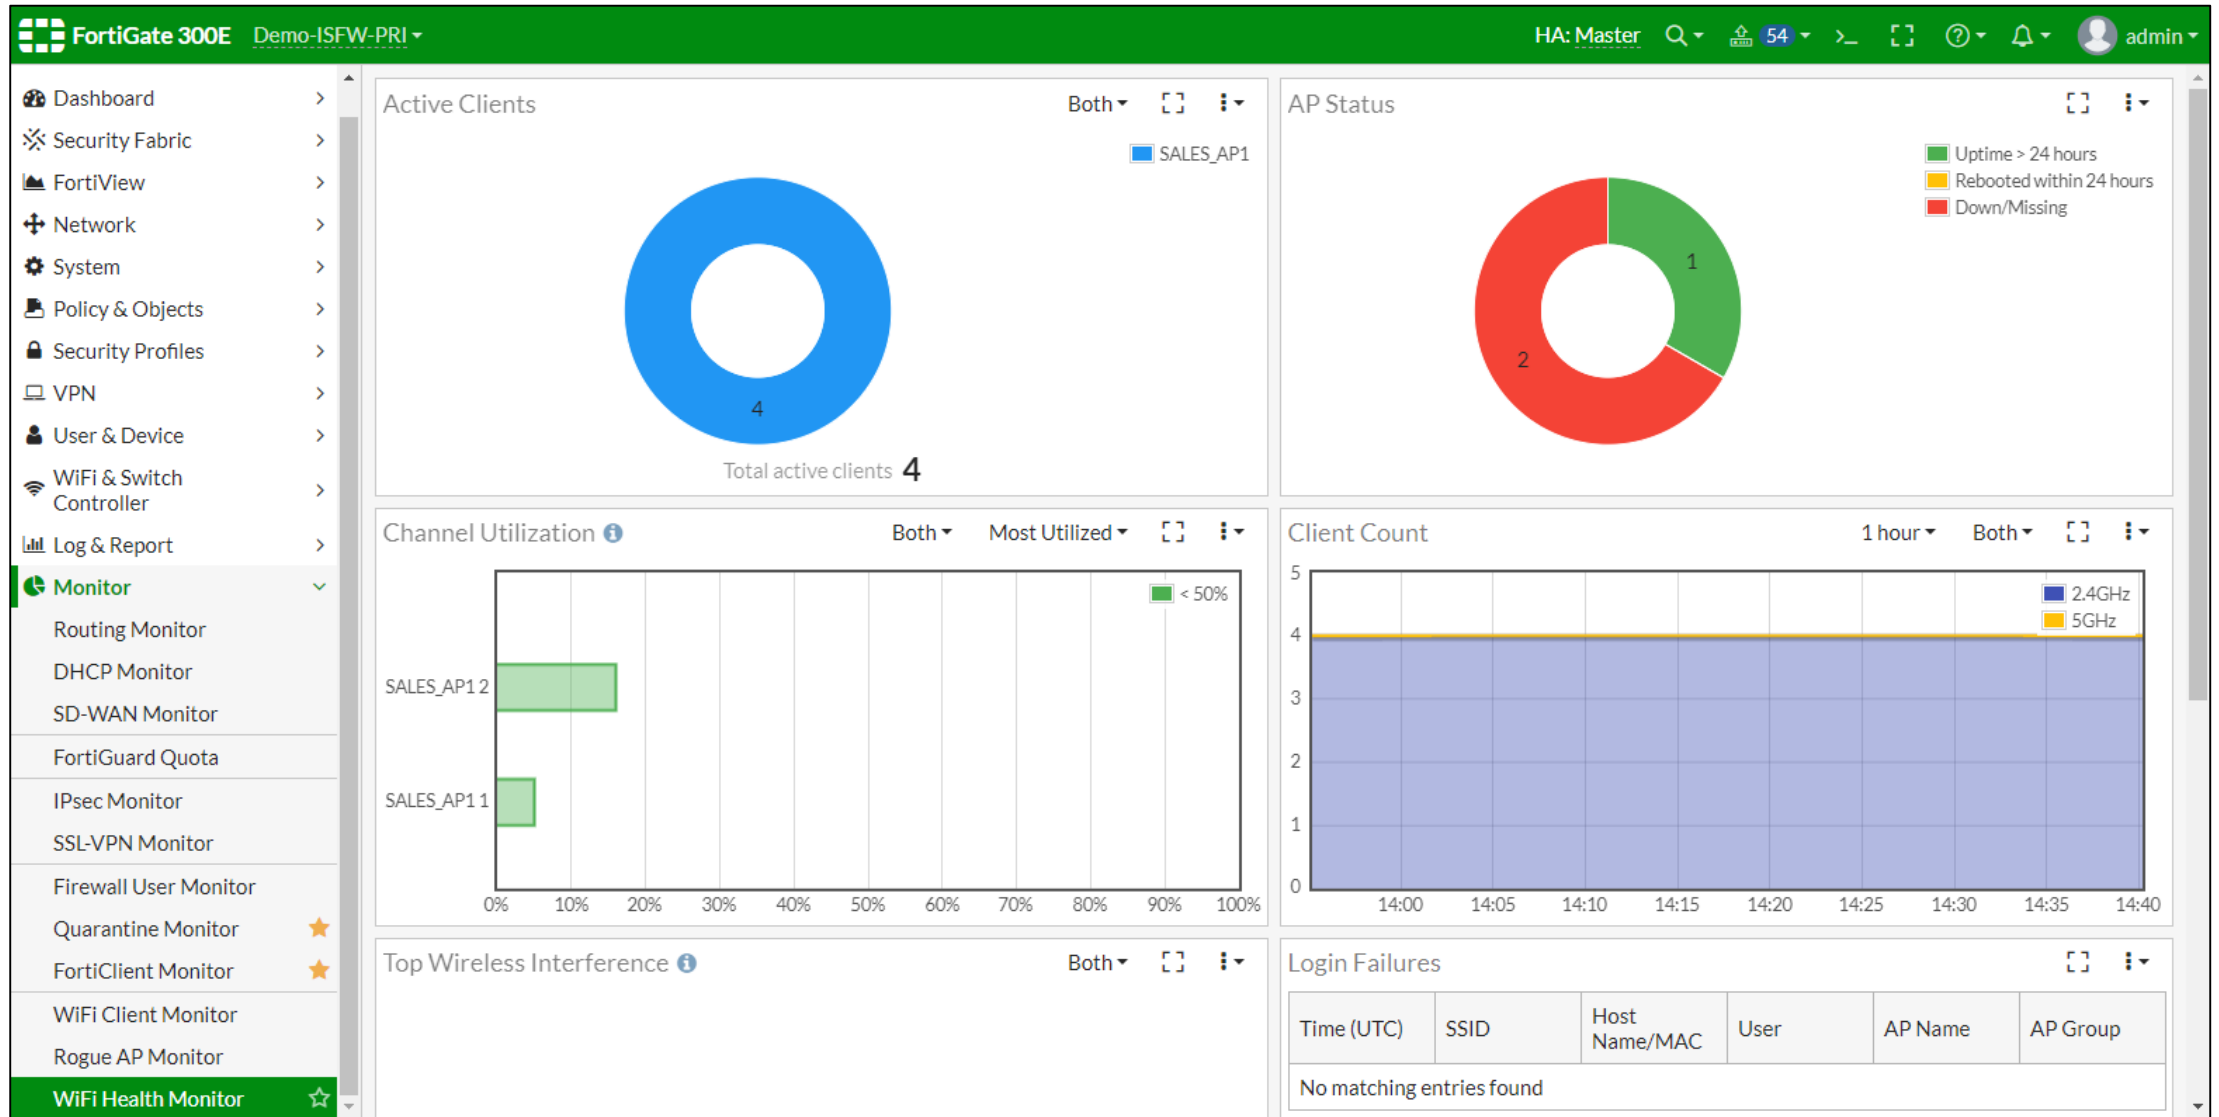 FortiGate 300E Demo-ISFW-PRI
HA: Master 54 >_ admin
Dashboard
Security Fabric
FortiView
Network
System
Policy & Objects
Security Profiles
VPN
User & Device
WiFi & Switch
Controller
Log & Report
Monitor
Routing Monitor
DHCP Monitor
SD-WAN Monitor
FortiGuard Quota
IPsec Monitor
SSL-VPN Monitor
Firewall User Monitor
Quarantine Monitor
FortiClient Monitor
WiFi Client Monitor
Rogue AP Monitor
WiFi Health Monitor
Active Clients Both
SALES_AP1
4
Total active clients 4
AP Status
Uptime > 24 hours
Rebooted within 24 hours
Down/Missing
1
2
Channel Utilization Both Most Utilized
< 50%
SALES_AP1 2
SALES_AP1 1
0% 10% 20% 30% 40% 50% 60% 70% 80% 90% 100%
Client Count 1 hour Both
5
4
3
2
1
0
2.4GHz
5GHz
14:00 14:05 14:10 14:15 14:20 14:25 14:30 14:35 14:40
Top Wireless Interference Both
Login Failures
Time (UTC) SSID Host Name/MAC User AP Name AP Group
No matching entries found